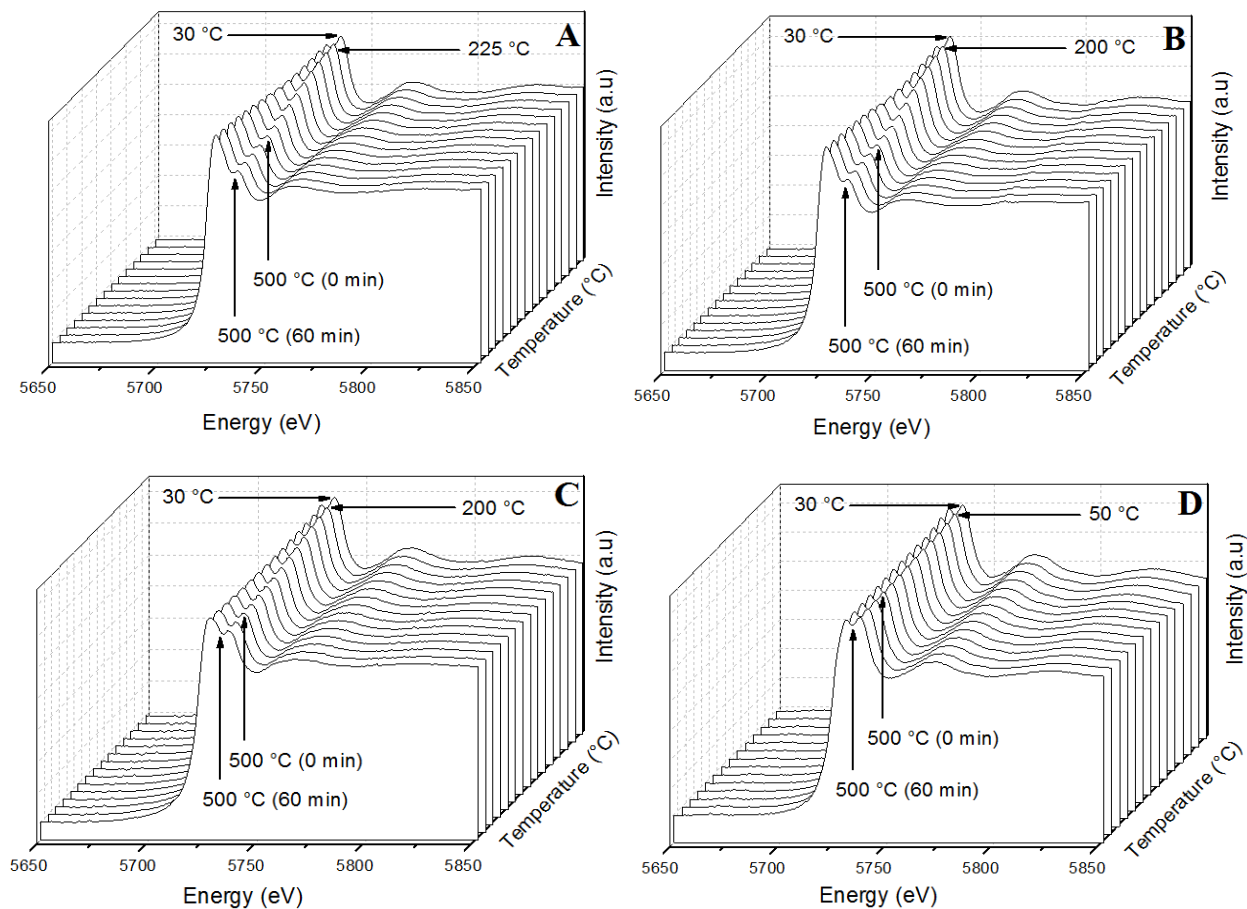 A
30 °C
225 °C
500 °C (0 min)
500 °C (60 min)
5650
5700
5750
5800
5850
Energy (eV)
Temperature (°C)
Intensity (a.u)
B
30 °C
200 °C
500 °C (0 min)
500 °C (60 min)
5650
5700
5750
5800
5850
Energy (eV)
Temperature (°C)
Intensity (a.u)
C
30 °C
200 °C
500 °C (0 min)
500 °C (60 min)
5650
5700
5750
5800
5850
Energy (eV)
Temperature (°C)
Intensity (a.u)
D
30 °C
50 °C
500 °C (0 min)
500 °C (60 min)
5650
5700
5750
5800
5850
Energy (eV)
Temperature (°C)
Intensity (a.u)